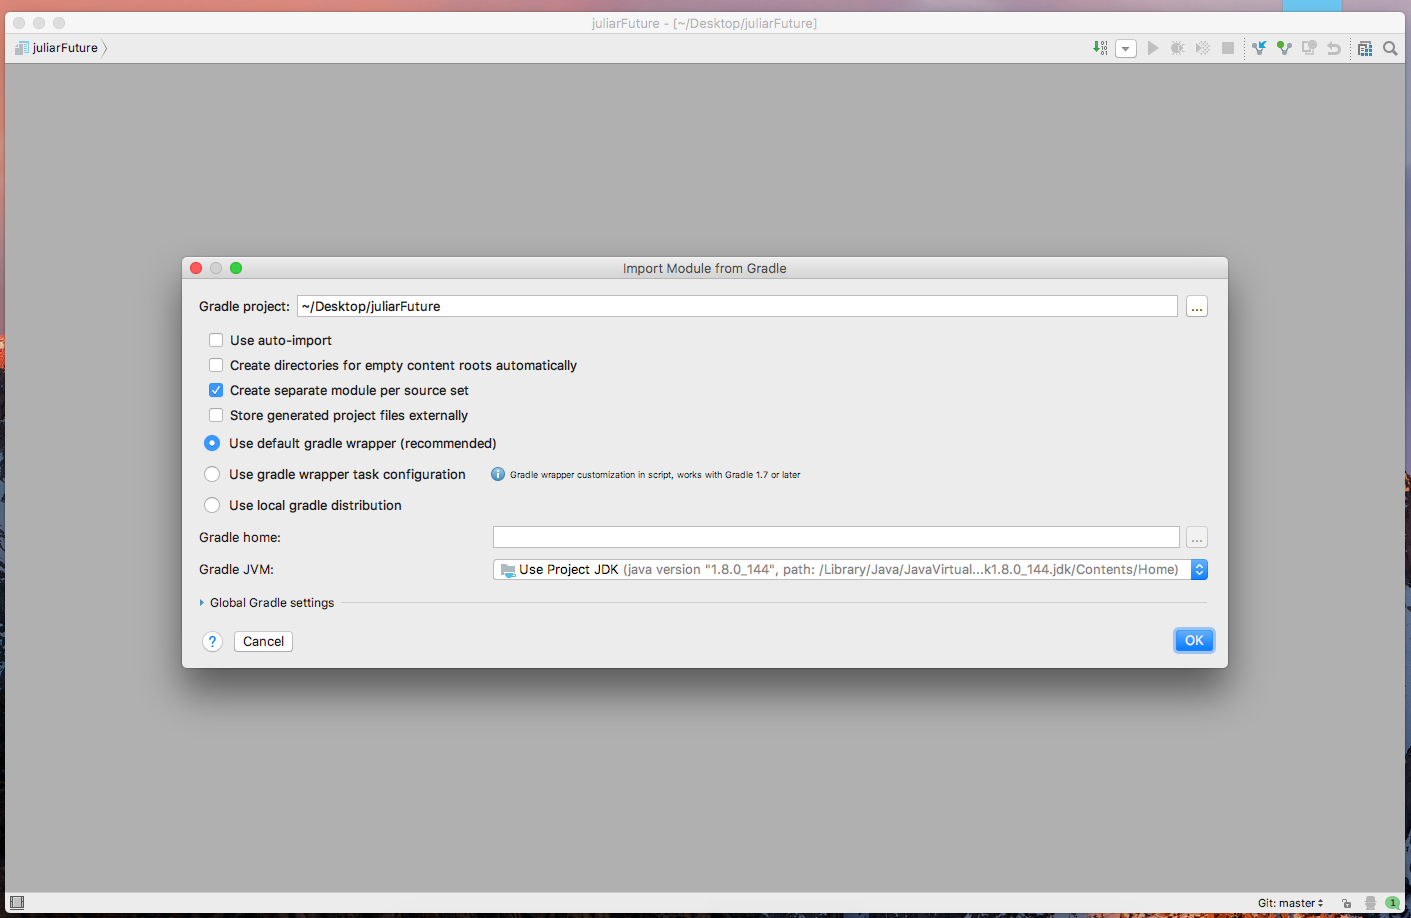 juliarFuture - [~/Desktop/juliarFuture]
juliarFuture
Import Module from Gradle
Gradle project: ~/Desktop/juliarFuture ...
Use auto-import
Create directories for empty content roots automatically
Create separate module per source set
Store generated project files externally
Use default gradle wrapper (recommended)
Use gradle wrapper task configuration Gradle wrapper customization in script, works with Gradle 1.7 or later
Use local gradle distribution
Gradle home: ...
Gradle JVM: Use Project JDK (java version "1.8.0_144", path: /Library/Java/JavaVirtual...k1.8.0_144.jdk/Contents/Home)
Global Gradle settings
? Cancel OK
Git: master 1